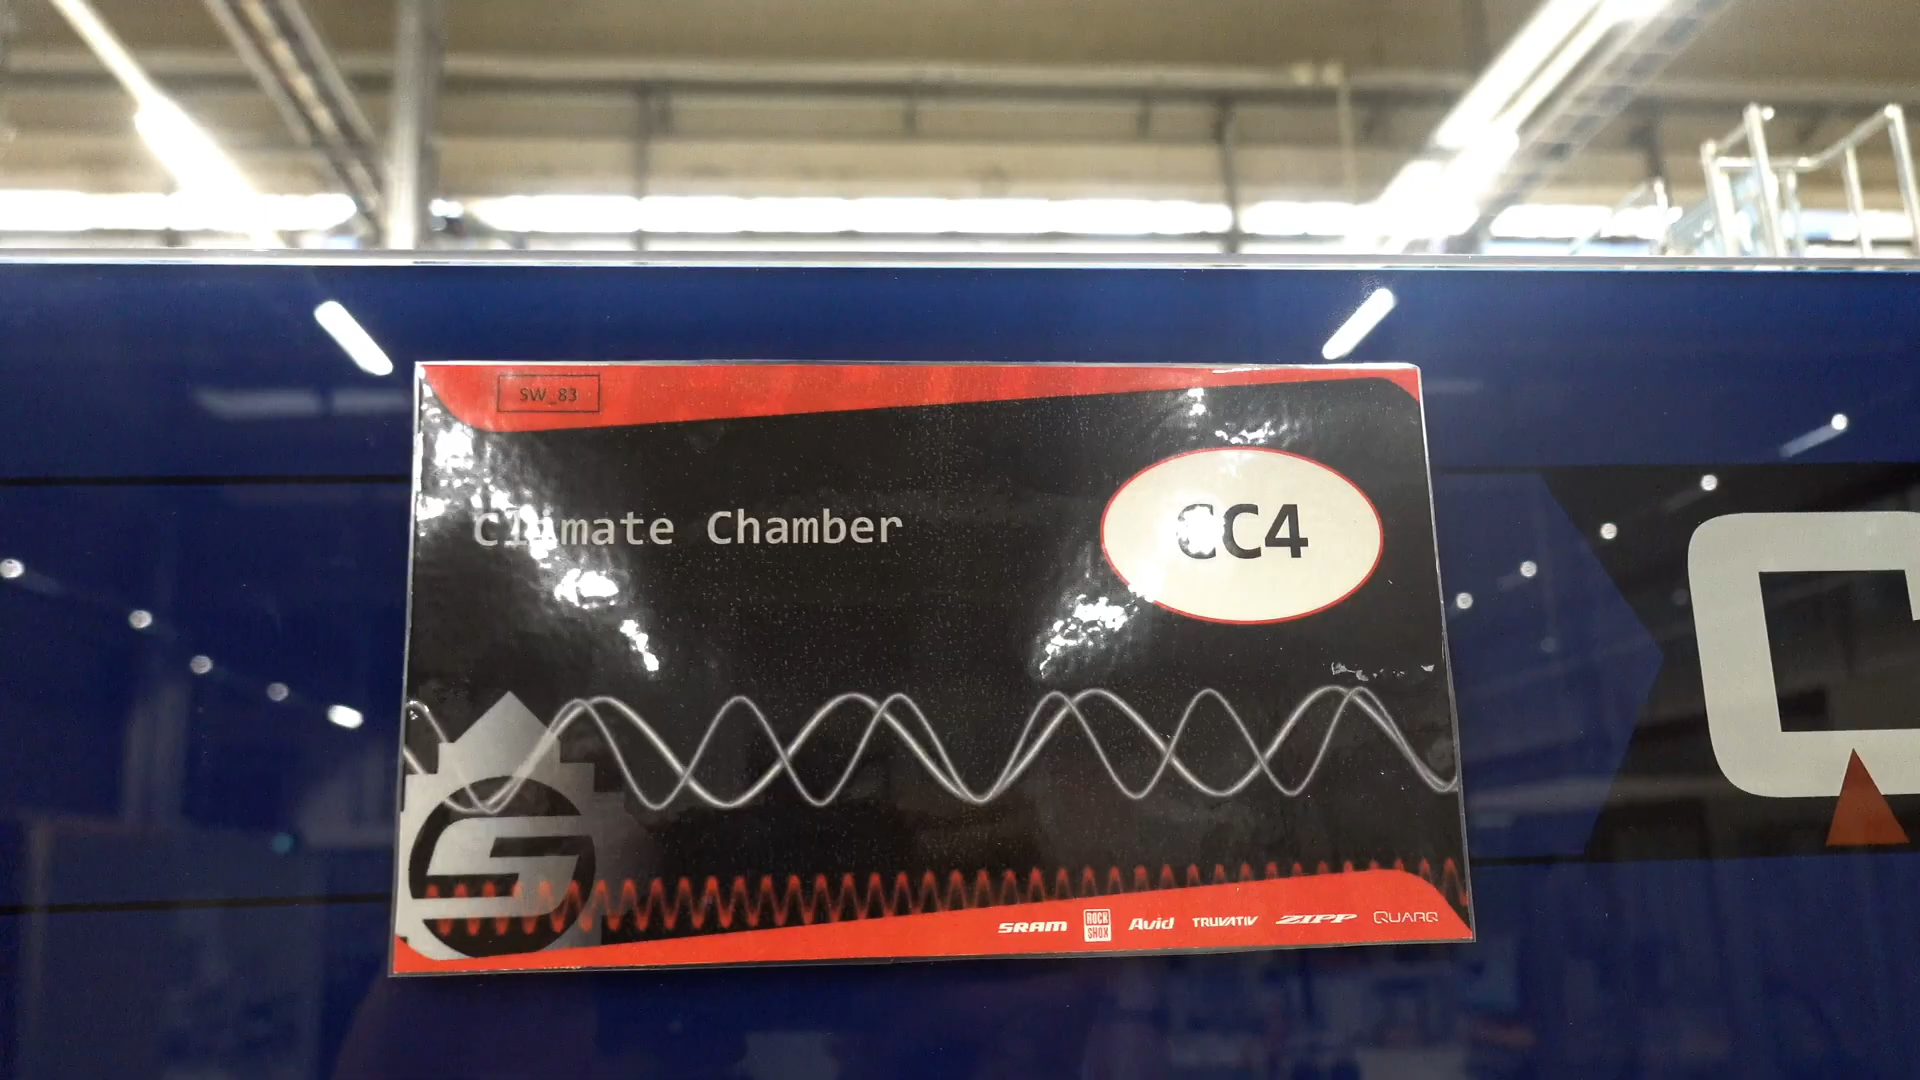 SW_83
Climate Chamber
CC4
S
SRAM ROCK SHOX Avid TRUVATIV ZIPP QUARQ